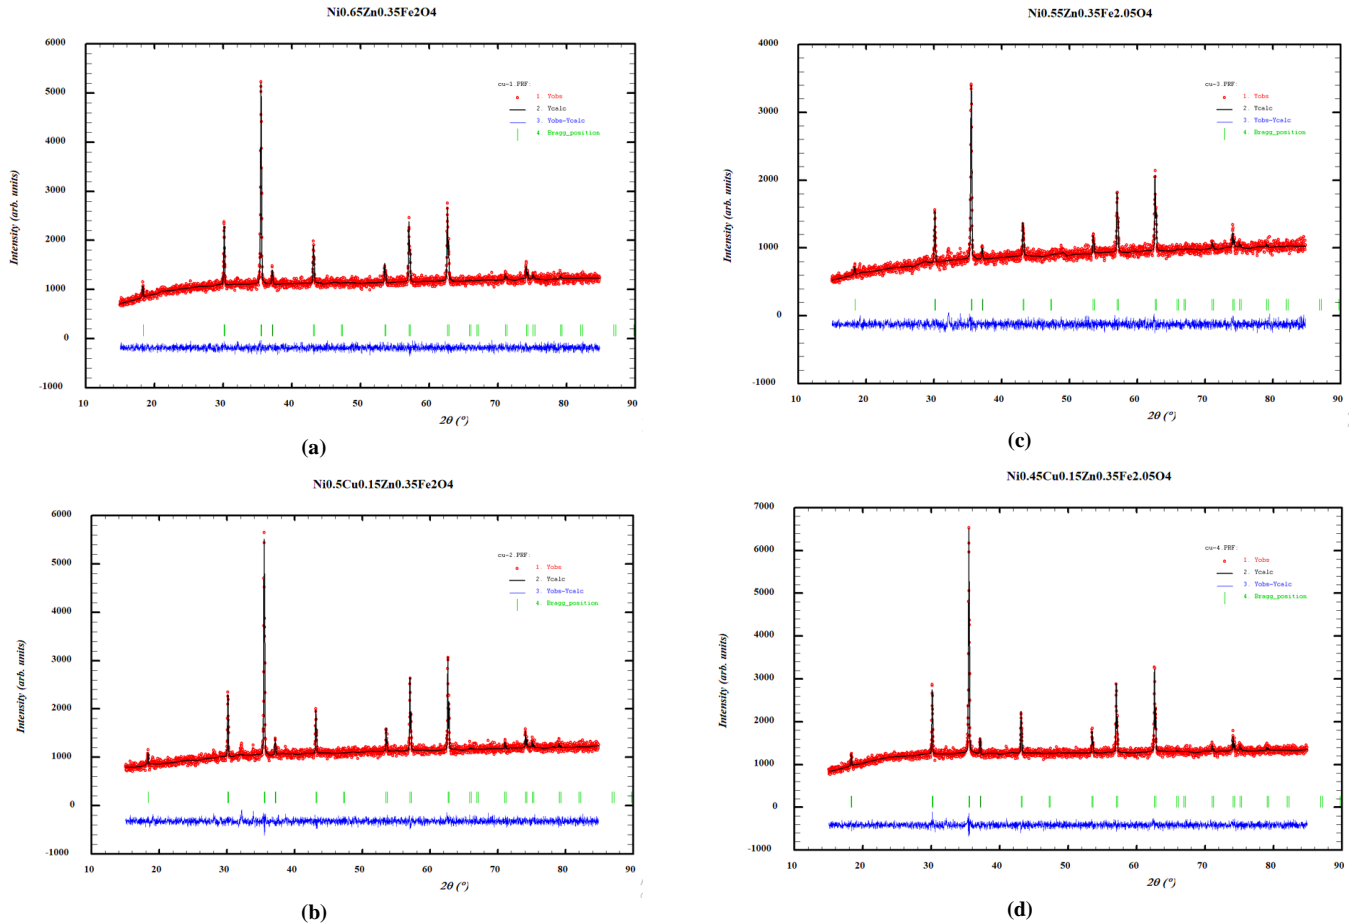 Ni0.65Zn0.35Fe2O4
6000
5000
4000
3000
2000
1000
0
-1000
Intensity (arb. units)
cu-1.PRF:
1. Yobs
2. Ycalc
3. Yobs-Ycalc
4. Bragg_position
10 20 30 40 50 60 70 80 90
2θ (°)
(a)
Ni0.55Zn0.35Fe2.05O4
4000
3000
2000
1000
0
-1000
Intensity (arb. units)
cu-3.PRF:
1. Yobs
2. Ycalc
3. Yobs-Ycalc
4. Bragg_position
10 20 30 40 50 60 70 80 90
2θ (°)
(c)
Ni0.5Cu0.15Zn0.35Fe2O4
6000
5000
4000
3000
2000
1000
0
-1000
Intensity (arb. units)
cu-2.PRF:
1. Yobs
2. Ycalc
3. Yobs-Ycalc
4. Bragg_position
10 20 30 40 50 60 70 80 90
2θ (°)
(b)
Ni0.45Cu0.15Zn0.35Fe2.05O4
7000
6000
5000
4000
3000
2000
1000
0
-1000
Intensity (arb. units)
cu-4.PRF:
1. Yobs
2. Ycalc
3. Yobs-Ycalc
4. Bragg_position
10 20 30 40 50 60 70 80 90
2θ (°)
(d)